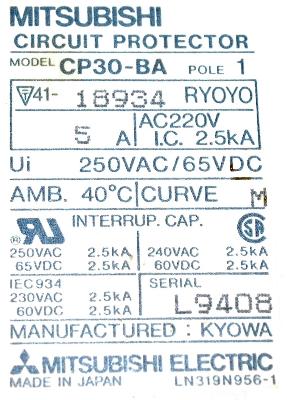 MITSUBISHI
CIRCUIT PROTECTOR
MODEL CP30-BA POLE 1
▽41- 18934 RYOYO
5 A AC220V
I.C. 2.5kA
Ui 250VAC/65VDC
AMB. 40°C CURVE M
INTERRUP. CAP.
250VAC 2.5kA 240VAC 2.5kA
65VDC 2.5kA 60VDC 2.5kA
IEC934 SERIAL
230VAC 2.5kA L9408
60VDC 2.5kA
MANUFACTURED : KYOWA
MITSUBISHI ELECTRIC
MADE IN JAPAN LN319N956-1